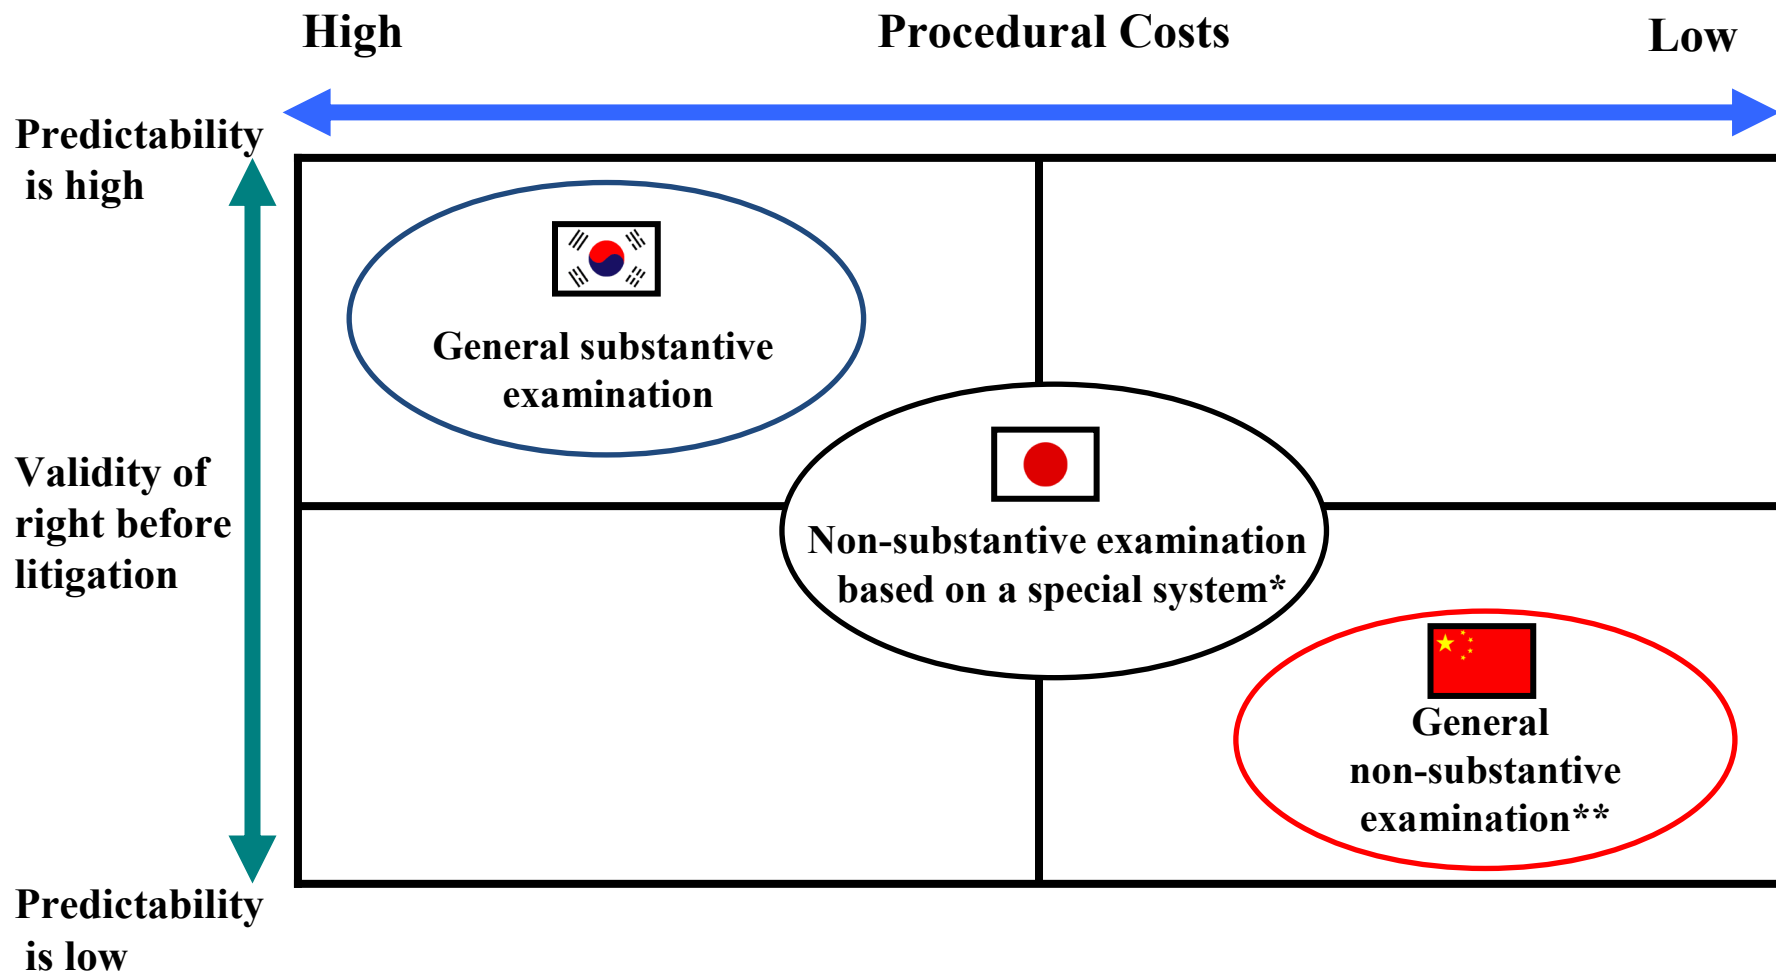 High Procedural Costs Low
Predictability
is high
General substantive
examination
Validity of
right before
litigation
Non-substantive examination
based on a special system*
General
non-substantive
examination**
Predictability
is low